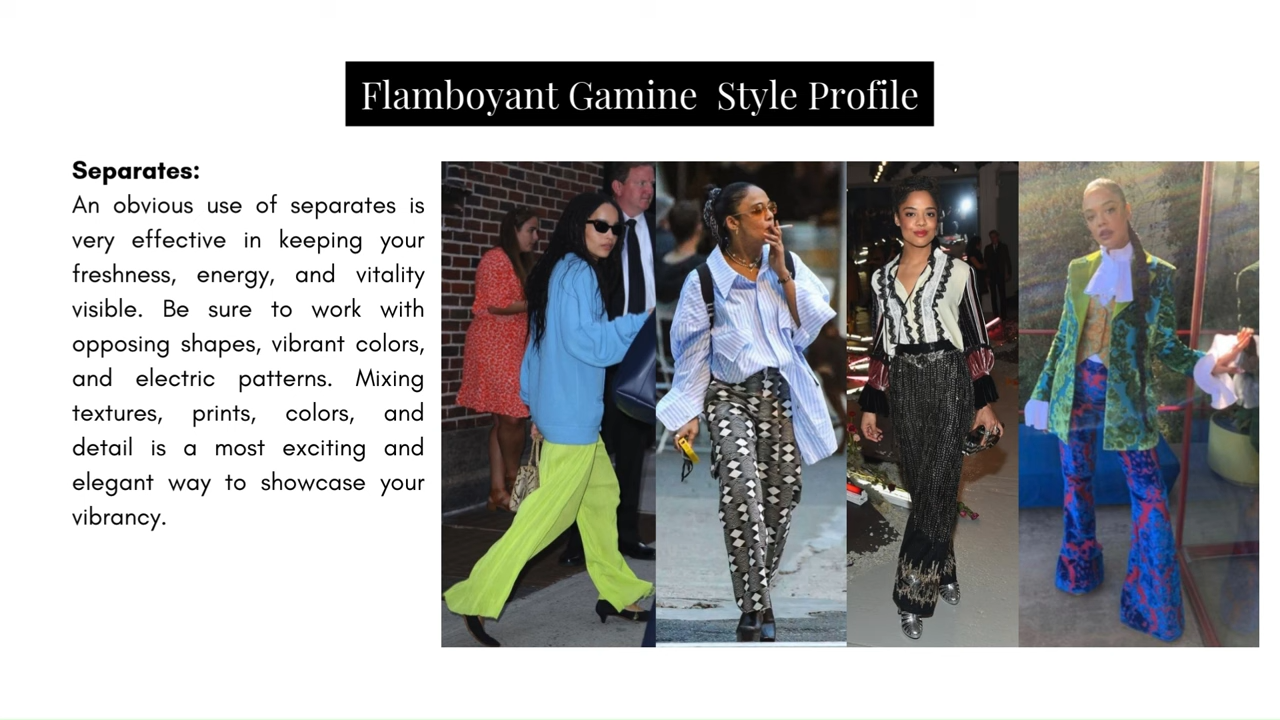 Flamboyant Gamine  Style Profile
Separates:
An obvious use of separates is
very effective in keeping your
freshness, energy, and vitality
visible. Be sure to work with
opposing shapes, vibrant colors,
and electric patterns. Mixing
textures, prints, colors, and
detail is a most exciting and
elegant way to showcase your
vibrancy.